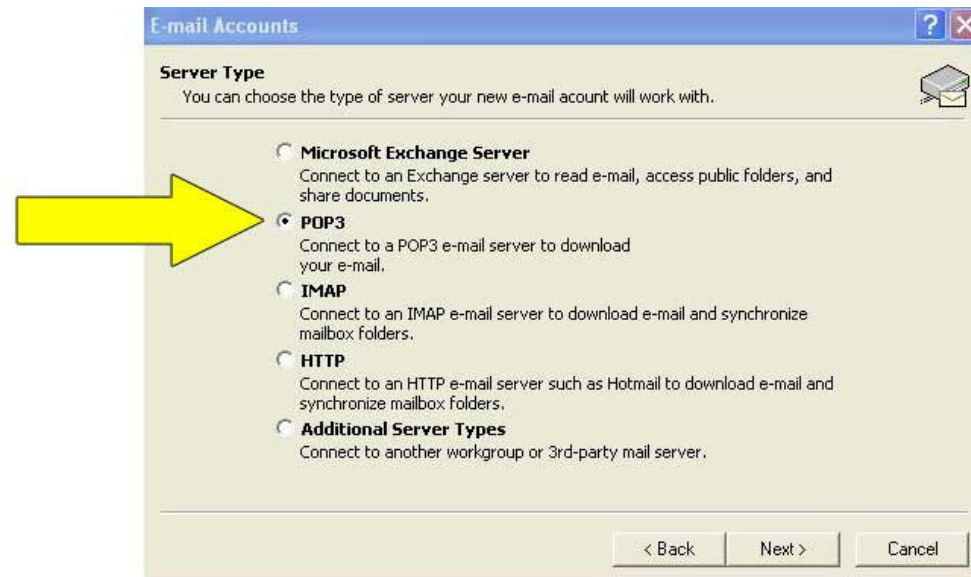 E-mail Accounts
Server Type
You can choose the type of server your new e-mail acount will work with.
Microsoft Exchange Server
Connect to an Exchange server to read e-mail, access public folders, and
share documents.
POP3
Connect to a POP3 e-mail server to download
your e-mail.
IMAP
Connect to an IMAP e-mail server to download e-mail and synchronize
mailbox folders.
HTTP
Connect to an HTTP e-mail server such as Hotmail to download e-mail and
synchronize mailbox folders.
Additional Server Types
Connect to another workgroup or 3rd-party mail server.
< Back Next > Cancel